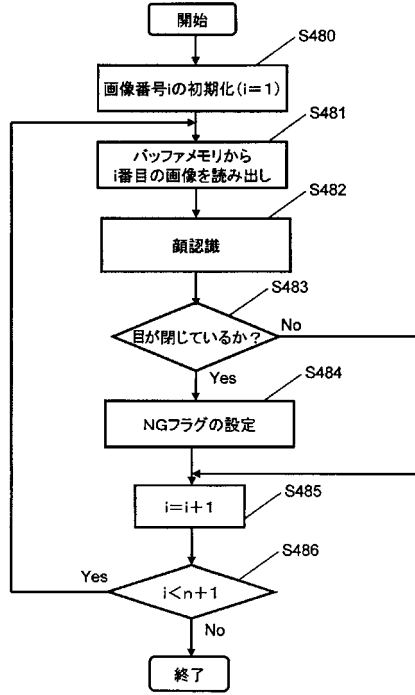 開始
S480
画像番号iの初期化(i=1)
S481
バッファメモリから
i番目の画像を読み出し
S482
顔認識
S483
目が閉じているか?
No
Yes
S484
NGフラグの設定
S485
i=i+1
S486
Yes
i<n+1
No
終了